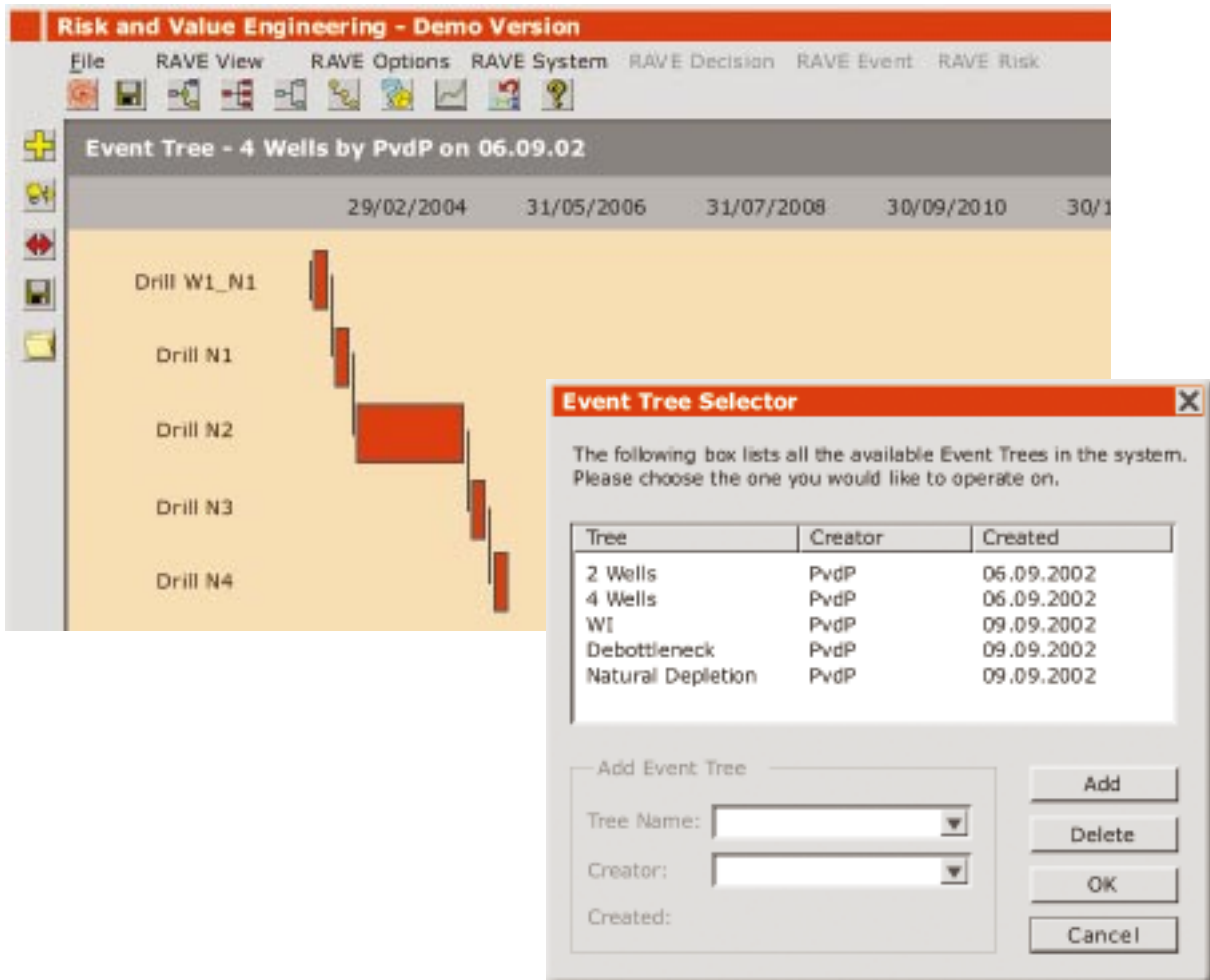 Risk and Value Engineering - Demo Version
File RAVE View RAVE Options RAVE System RAVE Decision RAVE Event RAVE Risk
Event Tree - 4 Wells by PvdP on 06.09.02
29/02/2004 31/05/2006 31/07/2008 30/09/2010 30/1
Drill W1_N1
Drill N1
Drill N2
Drill N3
Drill N4
Event Tree Selector
The following box lists all the available Event Trees in the system.
Please choose the one you would like to operate on.
Tree Creator Created
2 Wells PvdP 06.09.2002
4 Wells PvdP 06.09.2002
WI PvdP 09.09.2002
Debottleneck PvdP 09.09.2002
Natural Depletion PvdP 09.09.2002
Add Event Tree
Add
Tree Name:
Delete
Creator:
OK
Created:
Cancel